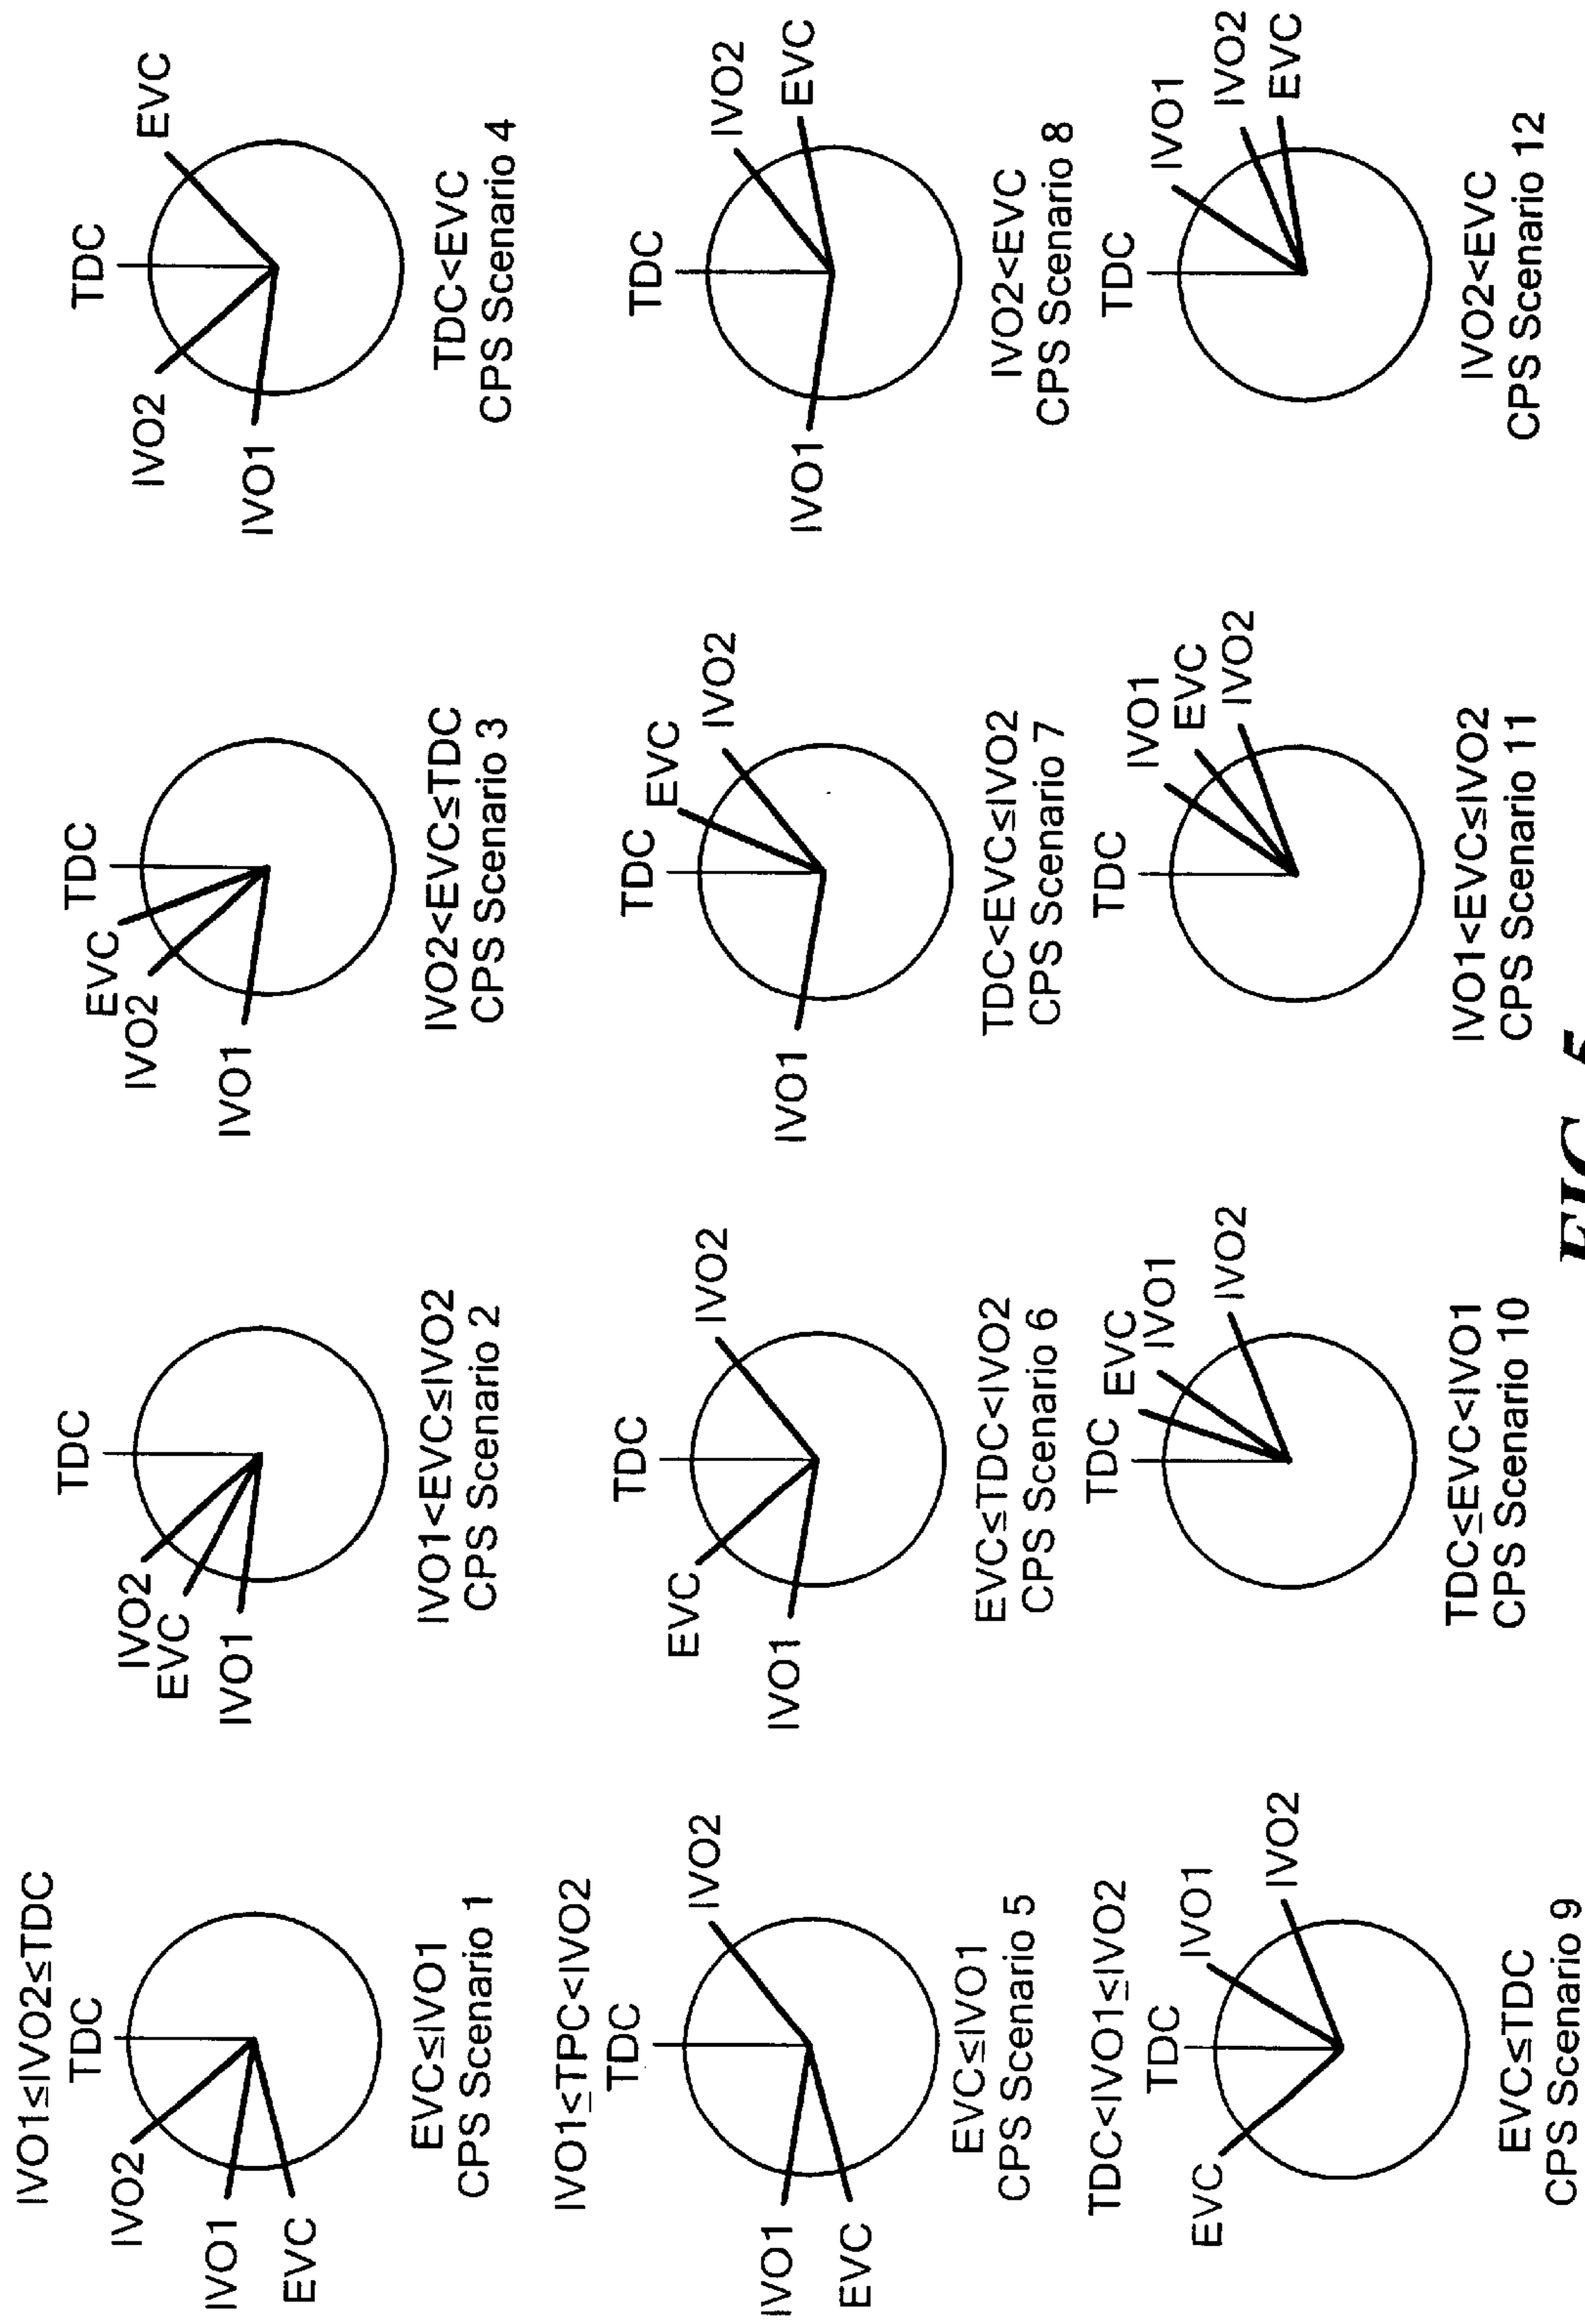 IVO1≤IVO2≤TDC
TDC
IVO2
IVO1
EVC
EVC≤IVO1
CPS Scenario 1
TDC
IVO2
EVC
IVO1
IVO1<EVC≤IVO2
CPS Scenario 2
TDC
EVC
IVO2
IVO1
IVO2<EVC≤TDC
CPS Scenario 3
TDC
IVO2
EVC
IVO1
TDC<EVC
CPS Scenario 4
IVO1≤TPC<IVO2
TDC
IVO2
IVO1
EVC
EVC≤IVO1
CPS Scenario 5
TDC
EVC
IVO2
IVO1
EVC≤TDC<IVO2
CPS Scenario 6
TDC
EVC
IVO2
IVO1
TDC<EVC≤IVO2
CPS Scenario 7
TDC
IVO2
EVC
IVO1
IVO2<EVC
CPS Scenario 8
TDC<IVO1≤IVO2
TDC
EVC
IVO1
IVO2
EVC≤TDC
CPS Scenario 9
TDC
EVC
IVO1
IVO2
TDC≤EVC<IVO1
CPS Scenario 10
TDC
IVO1
EVC
IVO2
IVO1<EVC≤IVO2
CPS Scenario 11
TDC
IVO1
IVO2
EVC
IVO2<EVC
CPS Scenario 12
FIG. 5